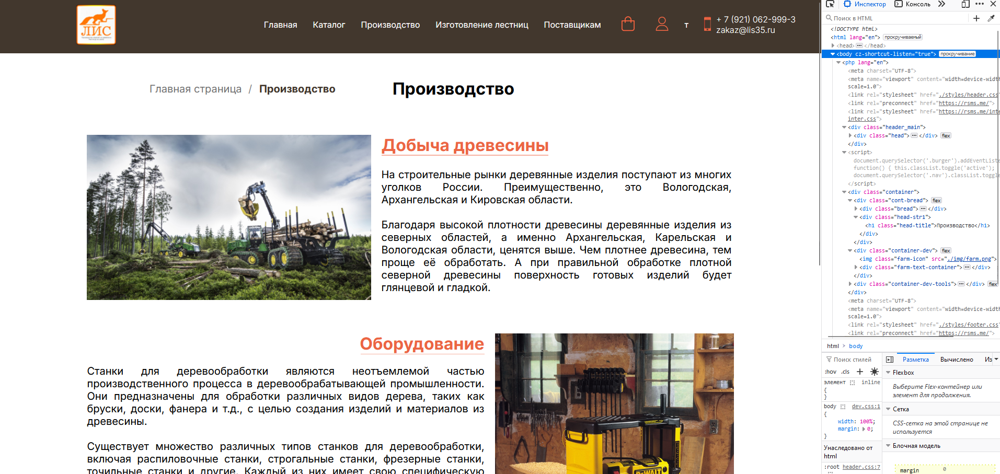 ЛИС
Главная
Каталог
Производство
Изготовление лестниц
Поставщикам
т
+ 7 (921) 062-999-3
zakaz@lis35.ru
Главная страница / Производство
Производство
Добыча древесины
На строительные рынки деревянные изделия поступают из многих
уголков России. Преимущественно, это Вологодская,
Архангельская и Кировская области.
Благодаря высокой плотности древесины деревянные изделия из
северных областей, а именно Архангельская, Карельская и
Вологодская области, ценятся выше. Чем плотнее древесина, тем
проще её обработать. А при правильной обработке плотной
северной древесины поверхность готовых изделий будет
глянцевой и гладкой.
Оборудование
Станки для деревообработки являются неотъемлемой частью
производственного процесса в деревообрабатывающей промышленности.
Они предназначены для обработки различных видов дерева, таких как
бруски, доски, фанера и т.д., с целью создания изделий и материалов из
древесины.
Существует множество различных типов станков для деревообработки,
включая распиловочные станки, строгальные станки, фрезерные станки,
точильные станки и другие. Каждый из них имеет свою специфическую
DEWALT
Инспектор
Консоль
Поиск в HTML
<!DOCTYPE html>
<html lang="en"> прокручиваемый
<head> </head>
<body cz-shortcut-listen="true"> прокручивание
<php lang="en">
<meta charset="UTF-8">
<meta name="viewport" content="width=device-widt
scale=1.0">
<link rel="stylesheet" href="./styles/header.css"
<link rel="preconnect" href="https://rsms.me/">
<link rel="stylesheet" href="https://rsms.me/inte
inter.css">
<div class="header_main">
<div class="head"> </div> flex
</div>
<script>
document.querySelector('.burger').addEventListe
function() { this.classList.toggle('active');
document.querySelector('.nav').classList.toggle
</script>
<div class="container">
<div class="cont-bread"> flex
<div class="bread"> </div>
<div class="head-str1">
<h1 class="head-title">Производство</h1>
</div>
</div>
<div class="container-dev"> flex
<img class="farm-icon" src="./img/farm.png">
<div class="farm-text-container"> </div>
</div>
<div class="container-dev-tools"> </div> flex
</div>
<meta charset="UTF-8">
<meta name="viewport" content="width=device-widt
scale=1.0">
<link rel="stylesheet" href="./styles/footer.css"
<link rel="preconnect" href="https://rsms.me/">
html > body
Поиск стилей
:hov .cls +
элемент inline
{
}
body dev.css:1
{
width: 100%;
margin: 0;
}
Унаследовано от
html
:root header.css:7
Разметка
Вычислено
Из
Flexbox
Выберите Flex-контейнер или
элемент для продолжения.
Сетка
CSS-сетка на этой странице не
используется
Блочная модель
margin 0